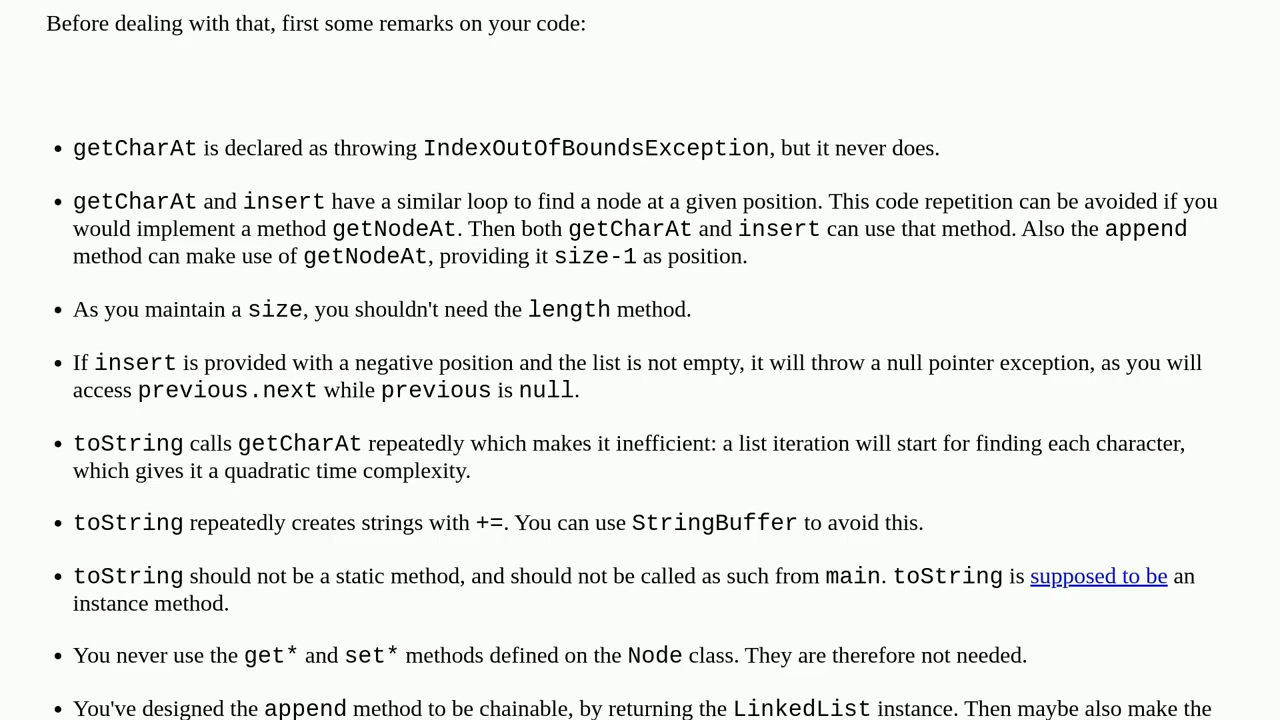 Before dealing with that, first some remarks on your code:
• getCharAt is declared as throwing IndexOutOfBoundsException, but it never does.
• getCharAt and insert have a similar loop to find a node at a given position. This code repetition can be avoided if you
would implement a method getNodeAt. Then both getCharAt and insert can use that method. Also the append
method can make use of getNodeAt, providing it size-1 as position.
• As you maintain a size, you shouldn't need the length method.
• If insert is provided with a negative position and the list is not empty, it will throw a null pointer exception, as you will
access previous.next while previous is null.
• toString calls getCharAt repeatedly which makes it inefficient: a list iteration will start for finding each character,
which gives it a quadratic time complexity.
• toString repeatedly creates strings with +=. You can use StringBuffer to avoid this.
• toString should not be a static method, and should not be called as such from main. toString is supposed to be an
instance method.
• You never use the get* and set* methods defined on the Node class. They are therefore not needed.
• You've designed the append method to be chainable, by returning the LinkedList instance. Then maybe also make the